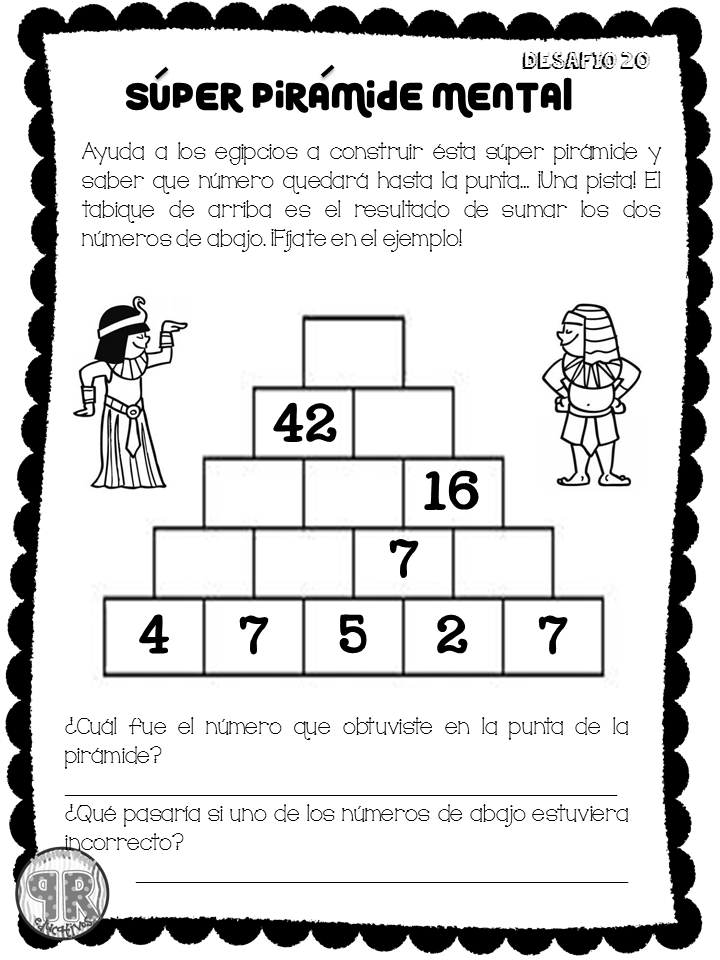 DESAFIO 20
SÚPER PIRÁMIDE MENTAL
Ayuda a los egipcios a construir ésta súper pirámide y
saber que número quedará hasta la punta... ¡Una pista! El
tabique de arriba es el resultado de sumar los dos
números de abajo. ¡Fíjate en el ejemplo!
42
16
7
4 7 5 2 7
¿Cuál fue el número que obtuviste en la punta de la
pirámide?
¿Qué pasaría si uno de los números de abajo estuviera
incorrecto?
PR
educativos